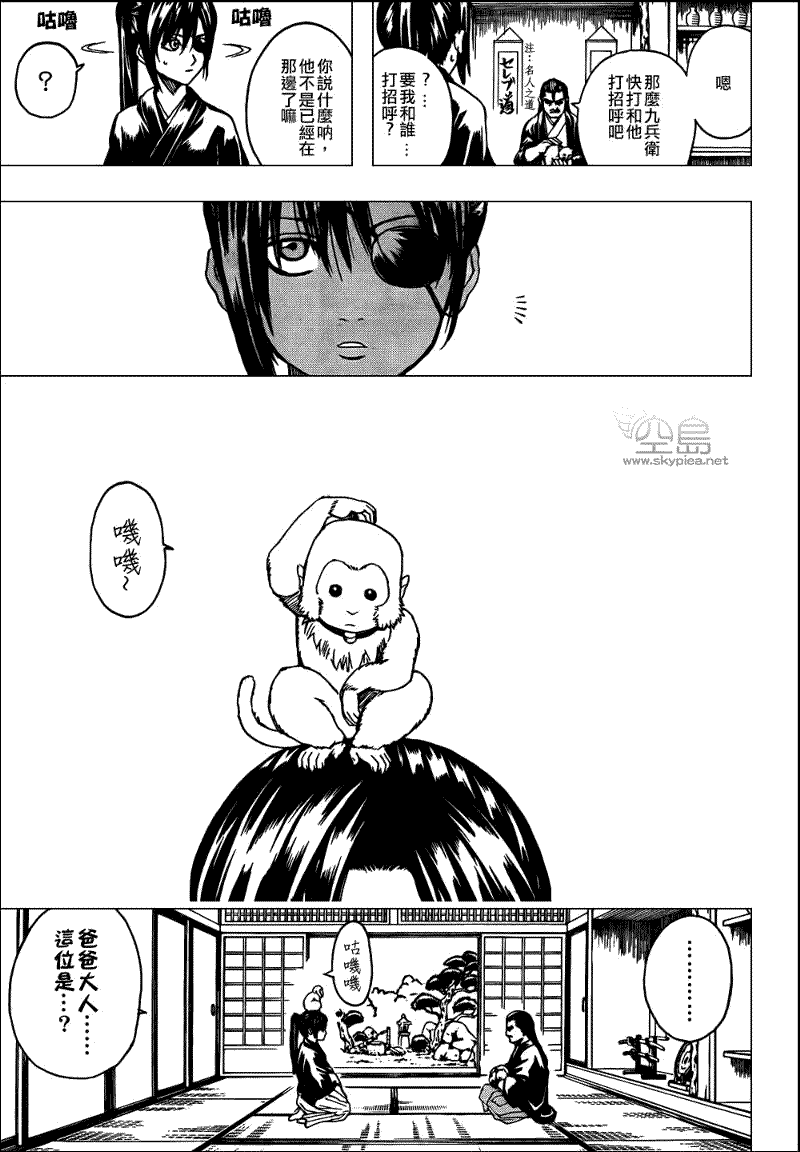 嗯
那麼九兵衛
快打和他
打招呼吧
注：名人之道
セレブ道
？…
要我和誰…
打招呼？
你説什麼吶，
他不是已經在
那邊了嘛
咕嚕
咕嚕
？
空島
www.skypiea.net
嘰嘰~
……
咕嘰嘰
爸爸大人……
這位是…？